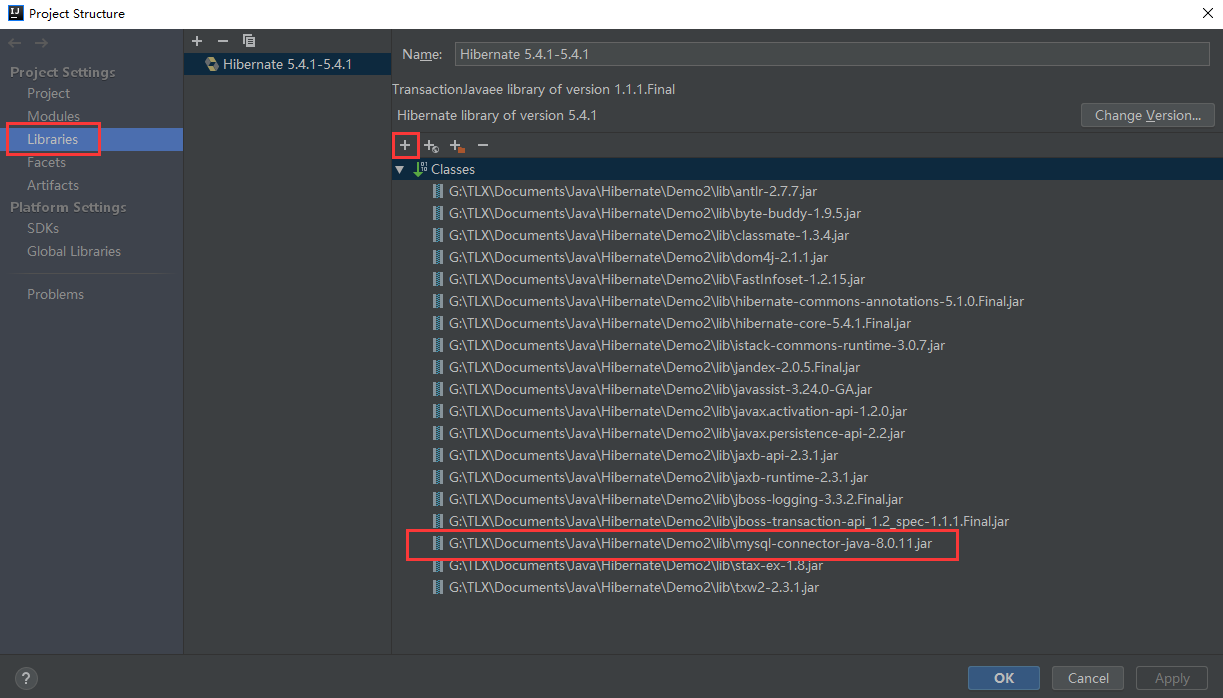 Project Structure
Project Settings
Project
Modules
Libraries
Facets
Artifacts
Platform Settings
SDKs
Global Libraries
Problems
Hibernate 5.4.1-5.4.1
Name: Hibernate 5.4.1-5.4.1
TransactionJavaee library of version 1.1.1.Final
Hibernate library of version 5.4.1
Change Version...
Classes
G:\TLX\Documents\Java\Hibernate\Demo2\lib\antlr-2.7.7.jar
G:\TLX\Documents\Java\Hibernate\Demo2\lib\byte-buddy-1.9.5.jar
G:\TLX\Documents\Java\Hibernate\Demo2\lib\classmate-1.3.4.jar
G:\TLX\Documents\Java\Hibernate\Demo2\lib\dom4j-2.1.1.jar
G:\TLX\Documents\Java\Hibernate\Demo2\lib\FastInfoset-1.2.15.jar
G:\TLX\Documents\Java\Hibernate\Demo2\lib\hibernate-commons-annotations-5.1.0.Final.jar
G:\TLX\Documents\Java\Hibernate\Demo2\lib\hibernate-core-5.4.1.Final.jar
G:\TLX\Documents\Java\Hibernate\Demo2\lib\istack-commons-runtime-3.0.7.jar
G:\TLX\Documents\Java\Hibernate\Demo2\lib\jandex-2.0.5.Final.jar
G:\TLX\Documents\Java\Hibernate\Demo2\lib\javassist-3.24.0-GA.jar
G:\TLX\Documents\Java\Hibernate\Demo2\lib\javax.activation-api-1.2.0.jar
G:\TLX\Documents\Java\Hibernate\Demo2\lib\javax.persistence-api-2.2.jar
G:\TLX\Documents\Java\Hibernate\Demo2\lib\jaxb-api-2.3.1.jar
G:\TLX\Documents\Java\Hibernate\Demo2\lib\jaxb-runtime-2.3.1.jar
G:\TLX\Documents\Java\Hibernate\Demo2\lib\jboss-logging-3.3.2.Final.jar
G:\TLX\Documents\Java\Hibernate\Demo2\lib\jboss-transaction-api_1.2_spec-1.1.1.Final.jar
G:\TLX\Documents\Java\Hibernate\Demo2\lib\mysql-connector-java-8.0.11.jar
G:\TLX\Documents\Java\Hibernate\Demo2\lib\stax-ex-1.8.jar
G:\TLX\Documents\Java\Hibernate\Demo2\lib\txw2-2.3.1.jar
OK
Cancel
Apply